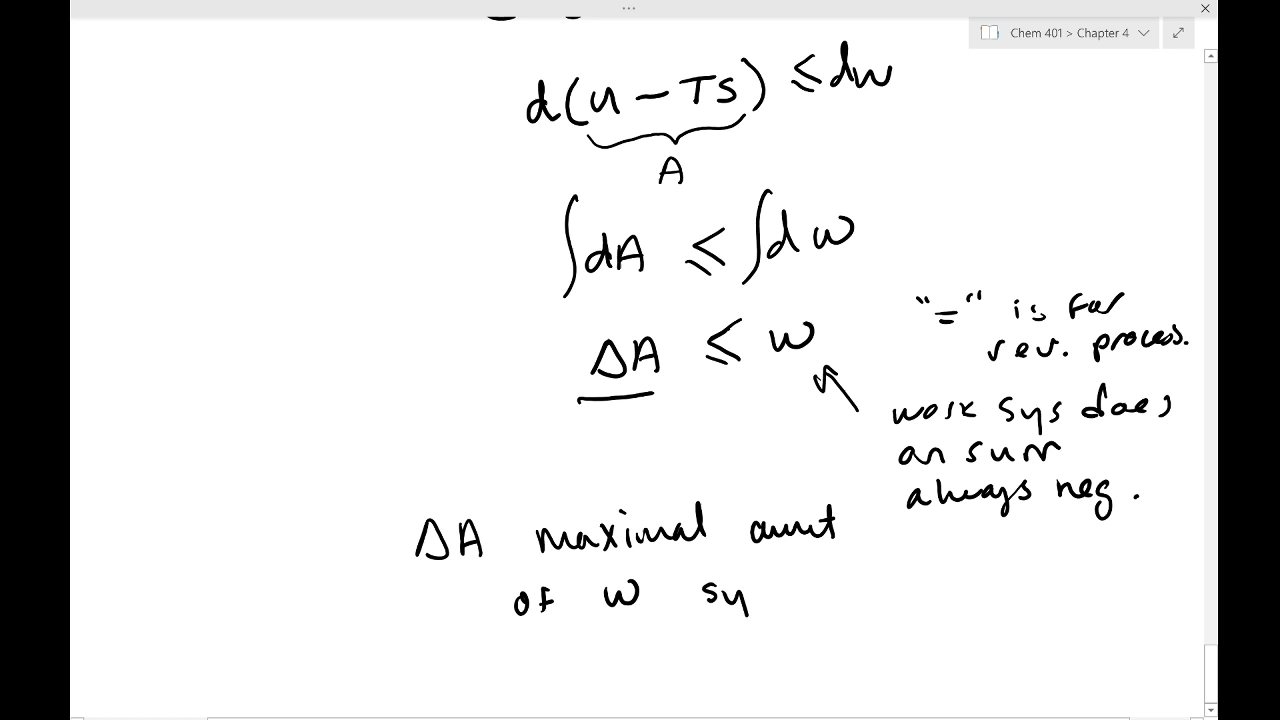 Chem 401 > Chapter 4
d(U − TS) ≤ dw
A
∫dA ≤ ∫dw
ΔA ≤ w
"=" is for
rev. process.
work sys does
on surr
always neg.
ΔA maximal amt
of w sy